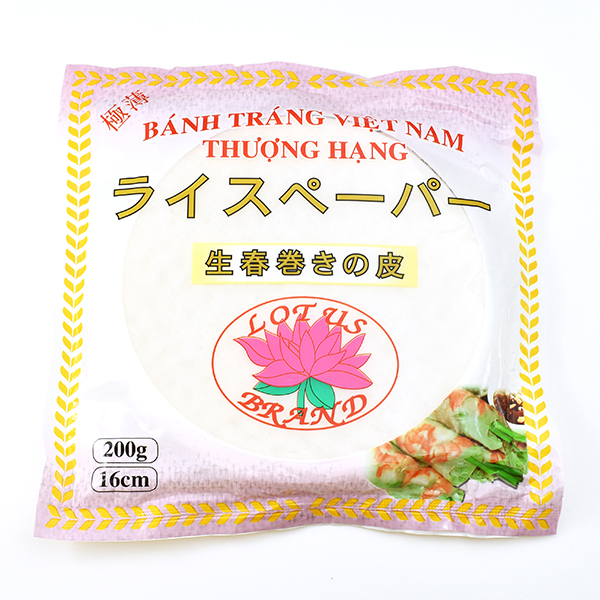 極薄
BÁNH TRÁNG VIỆT NAM
THƯỢNG HẠNG
ライスペーパー
生春巻きの皮
LOTUS
BRAND
200g
16cm